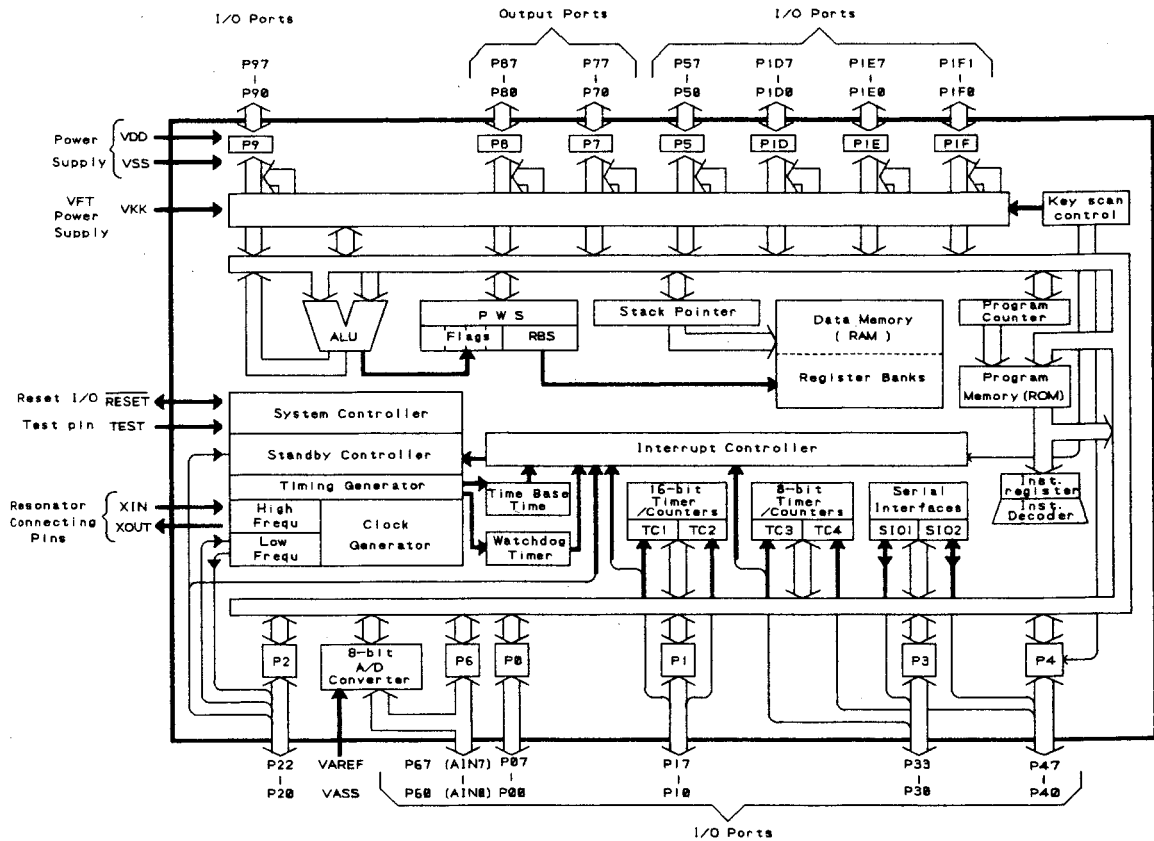 I/O Ports
Output Ports
I/O Ports
P97
P90
P87
P80
P77
P70
P57
P50
P1D7
P1D0
P1E7
P1E0
P1F1
P1F0
Power
Supply
VDD
VSS
P9
P8
P7
P5
P1D
P1E
P1F
VFT
Power
Supply
VKK
Key scan
control
P W S
Flags
RBS
ALU
Stack Pointer
Data Memory
( RAM )
Register Banks
Program
Counter
Program
Memory (ROM)
Reset I/O
RESET
Test pin
TEST
System Controller
Standby Controller
Interrupt Controller
Timing Generator
Time Base
Time
Inst.
register
Inst.
Decoder
Resonator
Connecting
Pins
XIN
XOUT
High
Frequ
Low
Frequ
Clock
Generator
Watchdog
Timer
16-bit
Timer
/Counters
TC1
TC2
8-bit
Timer
/Counters
TC3
TC4
Serial
Interfaces
SIO1
SIO2
P2
8-bit
A/D
Converter
P6
P0
P1
P3
P4
P22
P20
VAREF
VASS
P67 (AIN7)
P60 (AIN0)
P07
P00
P17
P10
P33
P30
P47
P40
I/O Ports